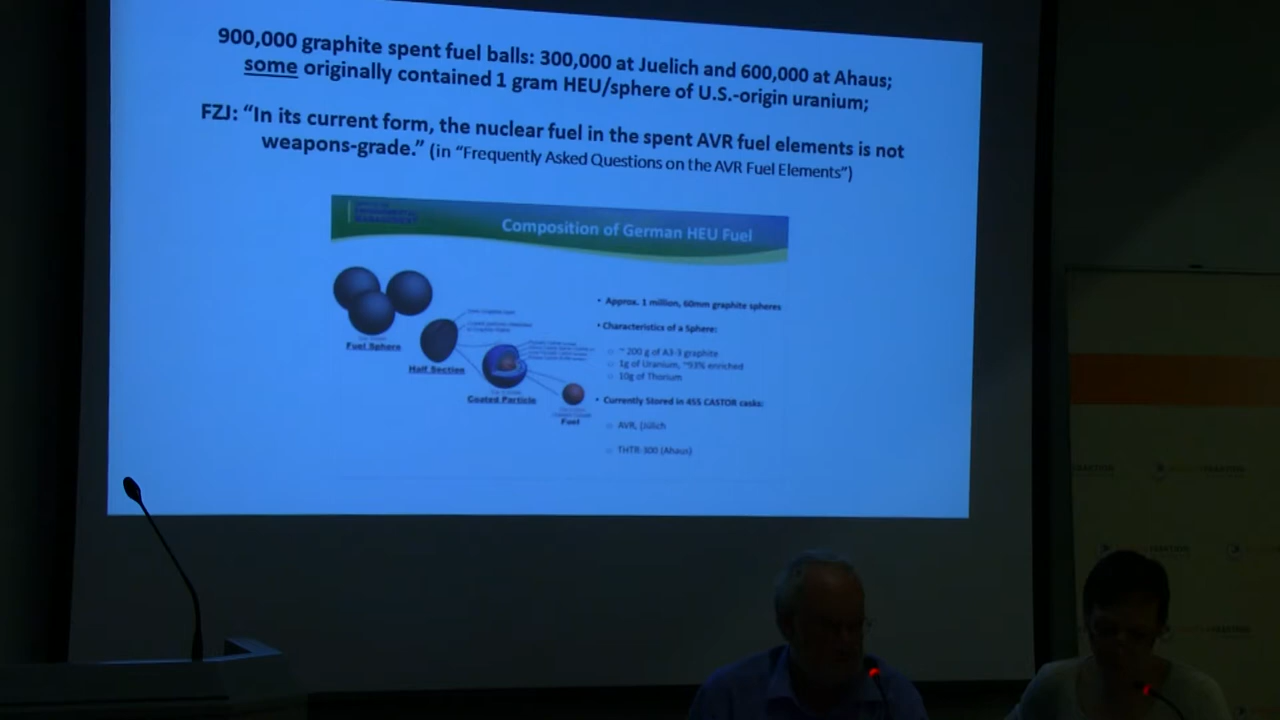 900,000 graphite spent fuel balls: 300,000 at Juelich and 600,000 at Ahaus;
some originally contained 1 gram HEU/sphere of U.S.-origin uranium;
FZJ: “In its current form, the nuclear fuel in the spent AVR fuel elements is not
weapons-grade.” (in “Frequently Asked Questions on the AVR Fuel Elements”)
Composition of German HEU Fuel
• Approx. 1 million, 60mm graphite spheres
• Characteristics of a Sphere:
~ 200 g of A3-3 graphite
1g of Uranium, ~93% enriched
10g of Thorium
• Currently Stored in 455 CASTOR casks:
AVR, (Jülich
THTR-300 (Ahaus)
Fuel Sphere
Half Section
Coated Particle
Fuel